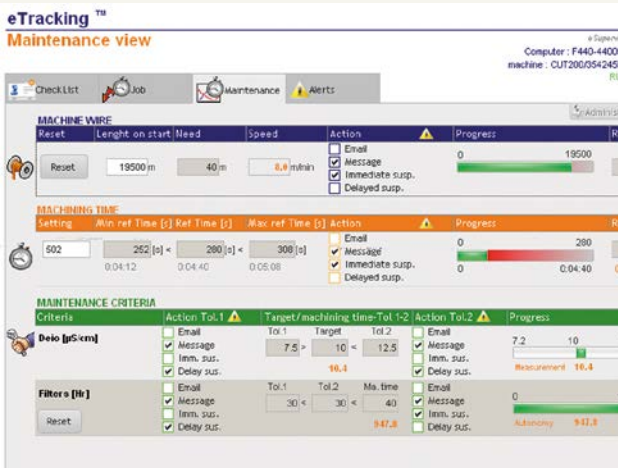 eTracking ™
Maintenance view
Computer : F440-4400
machine : CUT200/354245
CheckList Job Maintenance Alerts
MACHINE WIRE
Reset Lenght on start Need Speed Action Progress
Reset 19500 m 40 m 8,0 m/min
Email
Message
Immediate susp.
Delayed susp.
0 19500
MACHINING TIME
Setting Min ref Time [s] Ref Time [s] Max ref Time [s] Action Progress
502 252 [s] < 280 [s] < 308 [s]
0:04:12 0:04:40 0:05:08
Email
Message
Immediate susp.
Delayed susp.
0 280
0 0:04:40
MAINTENANCE CRITERIA
Criteria Action Tol.1 Target/machining time-Tol 1-2 Action Tol.2 Progress
Deio [µS/cm]
Email
Message
Imm. sus.
Delay sus.
Tol.1 Target Tol.2
7.5 > 10 < 12.5
10,4
Email
Message
Imm. sus.
Delay sus.
7.2 10
Measurement 10,4
Filters [Hr]
Reset
Email
Message
Imm. sus.
Delay sus.
Tol.1 Tol.2 Ma. time
30 < 30 < 40
947,8
Email
Message
Imm. sus.
Delay sus.
0
Autonomy 947,8